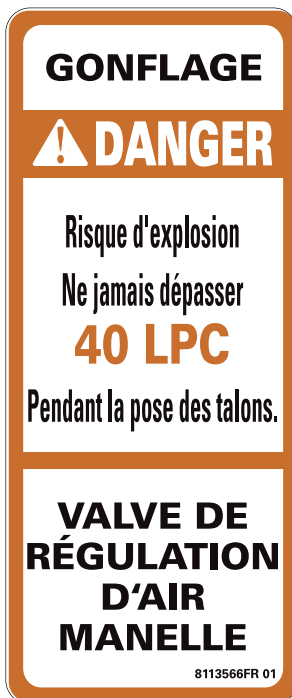 GONFLAGE
DANGER
Risque d'explosion
Ne jamais dépasser
40 LPC
Pendant la pose des talons.
VALVE DE
RÉGULATION
D'AIR
MANELLE
8113566FR 01